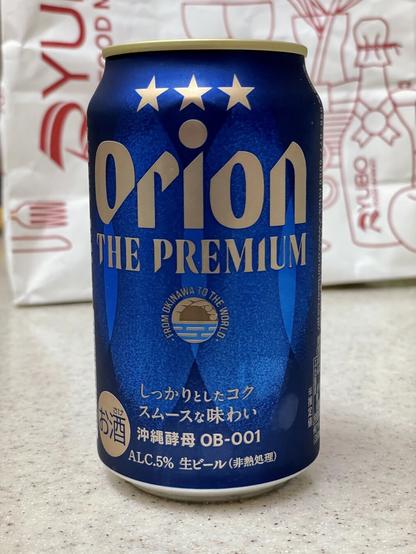 ★★★
Orion
THE PREMIUM
FROM OKINAWA TO THE WORLD
しっかりとしたコク
スムースな味わい
沖縄酵母 OB-001
お酒
ALC.5% 生ビール(非熱処理)
RYUBO
RYUBO